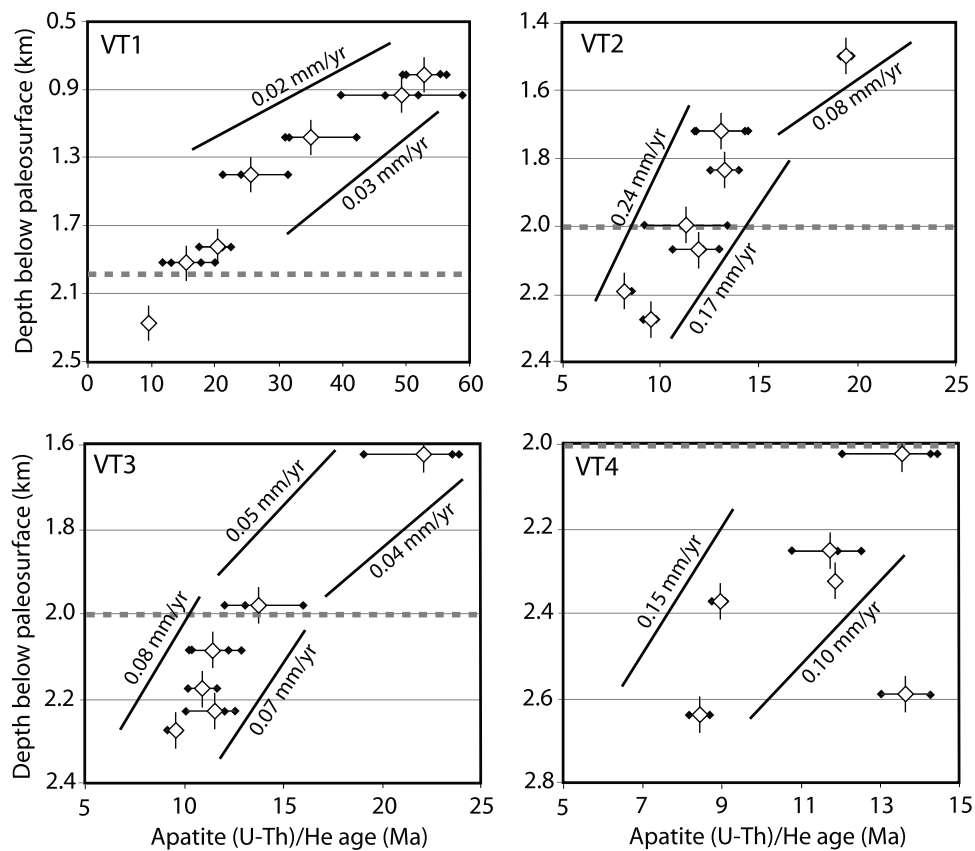 VT1
Depth below paleosurface (km)
0.5
0.9
1.3
1.7
2.1
2.5
0 10 20 30 40 50 60
0.02 mm/yr
0.03 mm/yr
VT2
1.4
1.6
1.8
2.0
2.2
2.4
5 10 15 20 25
0.08 mm/yr
0.24 mm/yr
0.17 mm/yr
VT3
Depth below paleosurface (km)
1.6
1.8
2.0
2.2
2.4
5 10 15 20 25
Apatite (U-Th)/He age (Ma)
0.05 mm/yr
0.04 mm/yr
0.08 mm/yr
0.07 mm/yr
VT4
2.0
2.2
2.4
2.6
2.8
5 7 9 11 13 15
Apatite (U-Th)/He age (Ma)
0.15 mm/yr
0.10 mm/yr